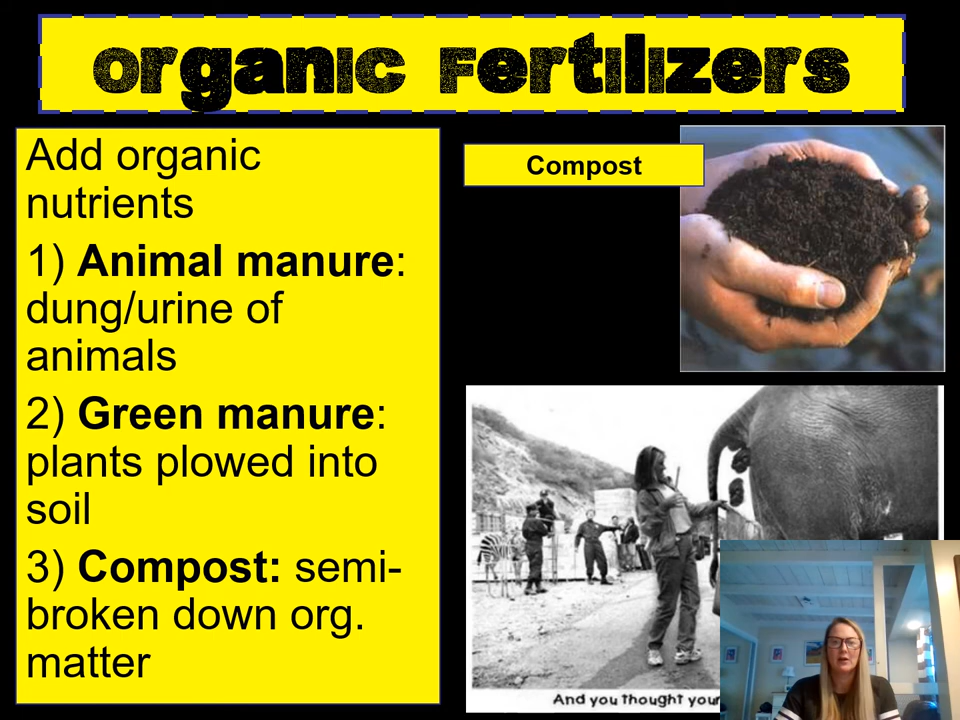 Organic Fertilizers
Add organic
nutrients
1) Animal manure:
dung/urine of
animals
2) Green manure:
plants plowed into
soil
3) Compost: semi-
broken down org.
matter
Compost
And you thought your